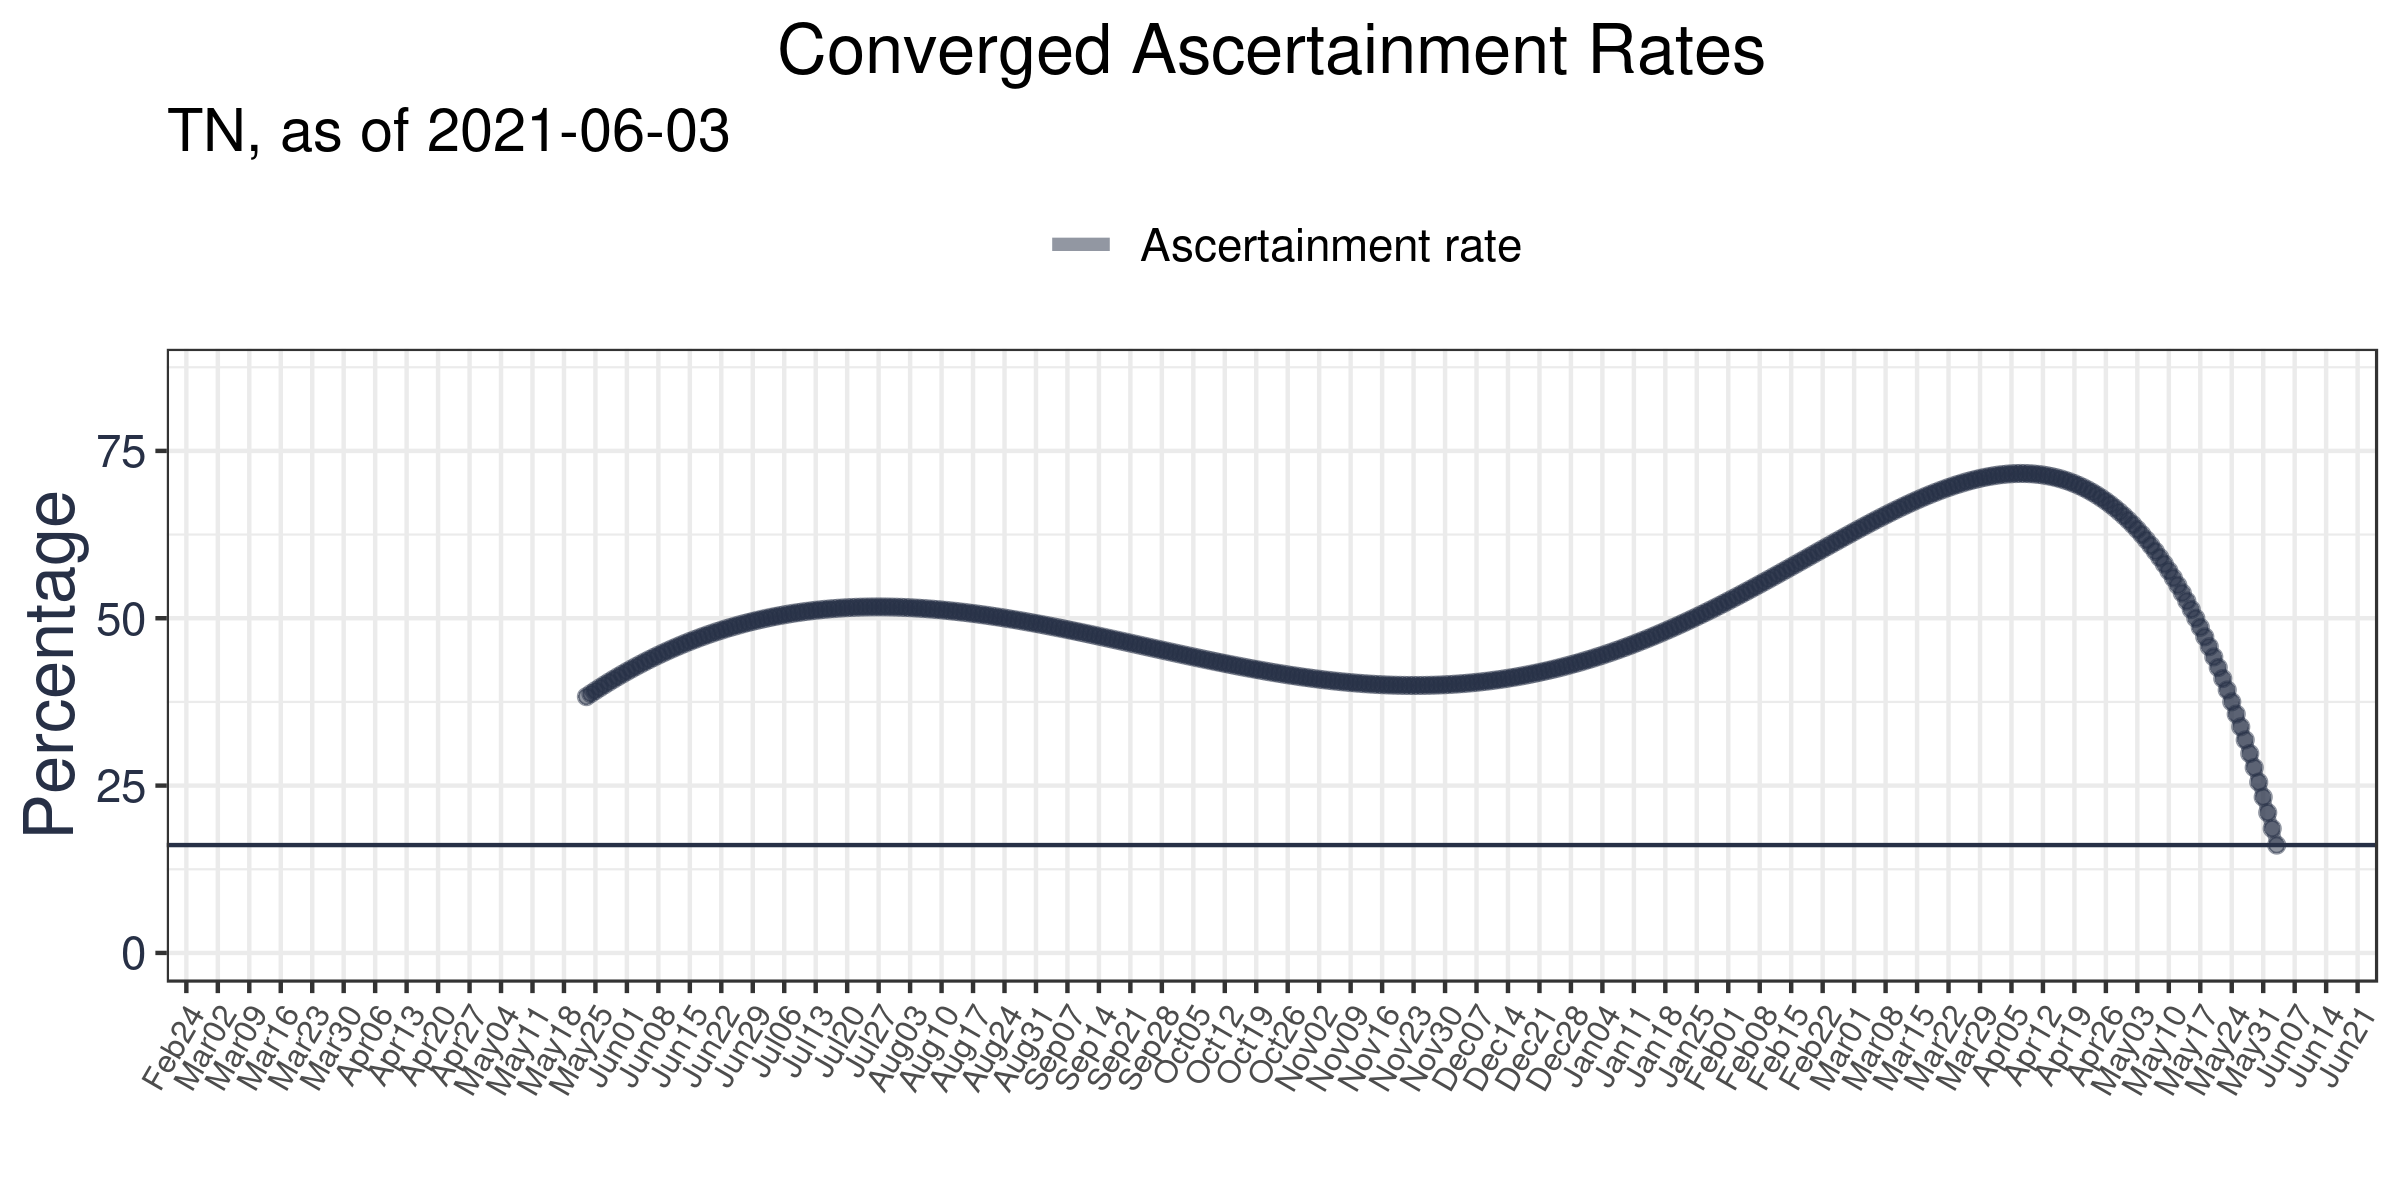 Converged Ascertainment Rates
TN, as of 2021-06-03
Ascertainment rate
Percentage
75
50
25
0
Feb24 Mar02 Mar09 Mar16 Mar23 Mar30 Apr06 Apr13 Apr20 Apr27 May04 May11 May18 May25 Jun01 Jun08 Jun15 Jun22 Jun29 Jul06 Jul13 Jul20 Jul27 Aug03 Aug10 Aug17 Aug24 Aug31 Sep07 Sep14 Sep21 Sep28 Oct05 Oct12 Oct19 Oct26 Nov02 Nov09 Nov16 Nov23 Nov30 Dec07 Dec14 Dec21 Dec28 Jan04 Jan11 Jan18 Jan25 Feb01 Feb08 Feb15 Feb22 Mar01 Mar08 Mar15 Mar22 Mar29 Apr05 Apr12 Apr19 Apr26 May03 May10 May17 May24 May31 Jun07 Jun14 Jun21